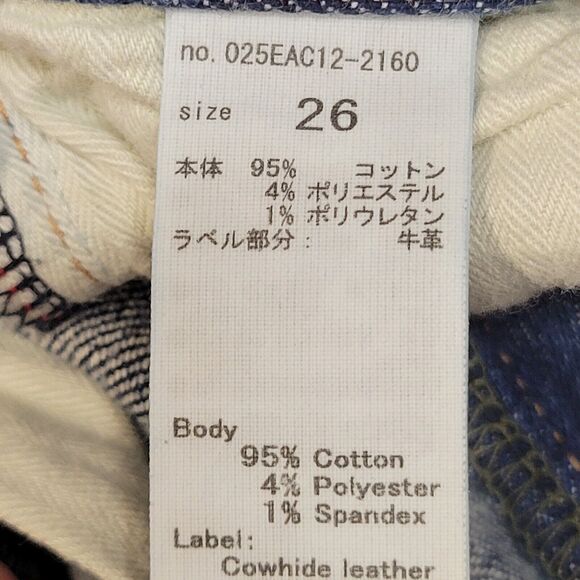 no. 025EAC12-2160
size 26
本体 95% コットン
4% ポリエステル
1% ポリウレタン
ラベル部分: 牛革
Body
95% Cotton
4% Polyester
1% Spandex
Label:
Cowhide leather